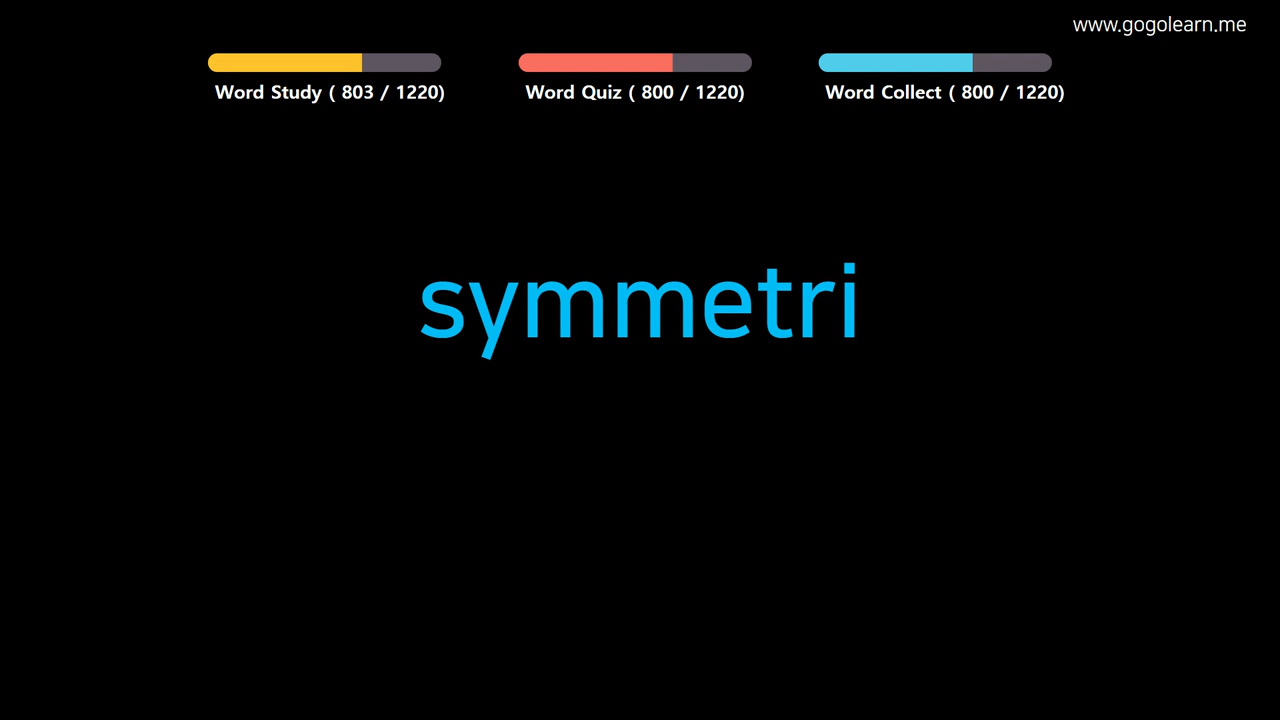 www.gogolearn.me
Word Study ( 803 / 1220)
Word Quiz ( 800 / 1220)
Word Collect ( 800 / 1220)
symmetri